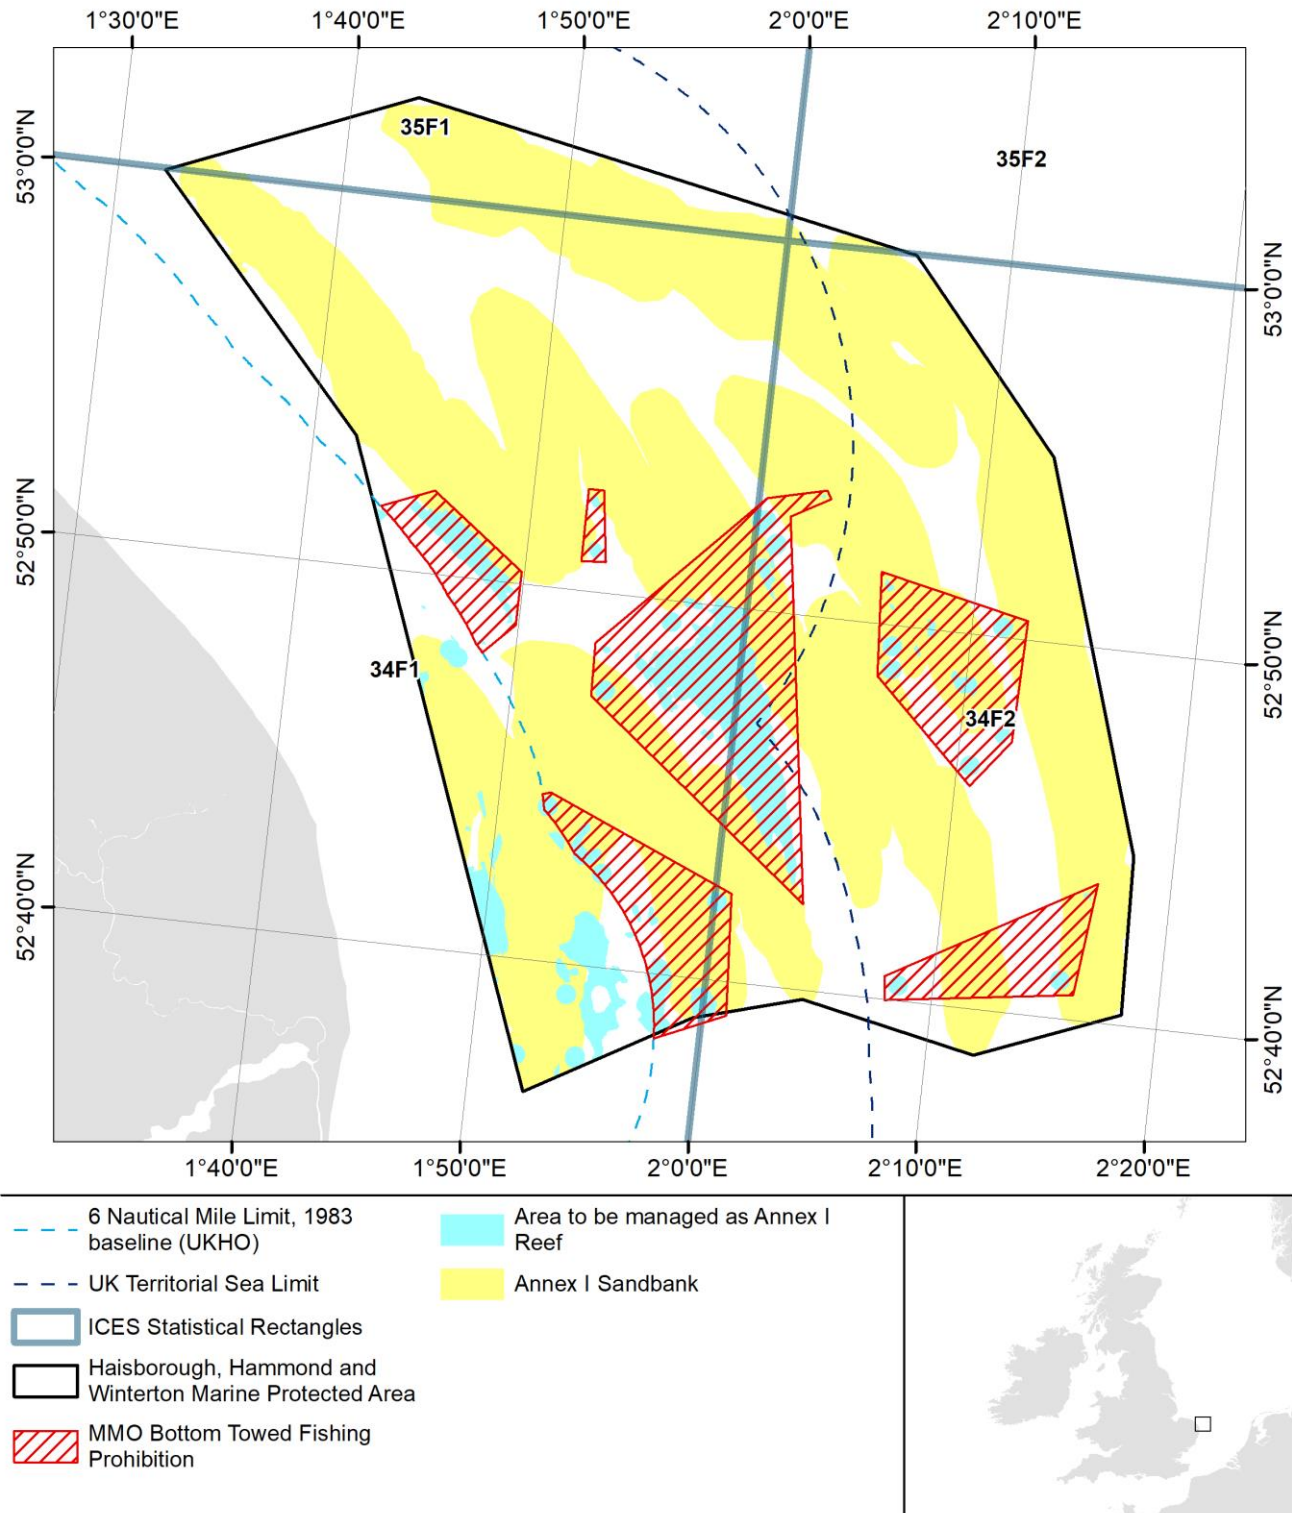 1°30'0"E
1°40'0"E
1°50'0"E
2°0'0"E
2°10'0"E
35F1
35F2
53°0'0"N
53°0'0"N
52°50'0"N
52°50'0"N
34F1
34F2
52°40'0"N
52°40'0"N
1°40'0"E
1°50'0"E
2°0'0"E
2°10'0"E
2°20'0"E
6 Nautical Mile Limit, 1983
baseline (UKHO)
UK Territorial Sea Limit
ICES Statistical Rectangles
Haisborough, Hammond and
Winterton Marine Protected Area
MMO Bottom Towed Fishing
Prohibition
Area to be managed as Annex I
Reef
Annex I Sandbank